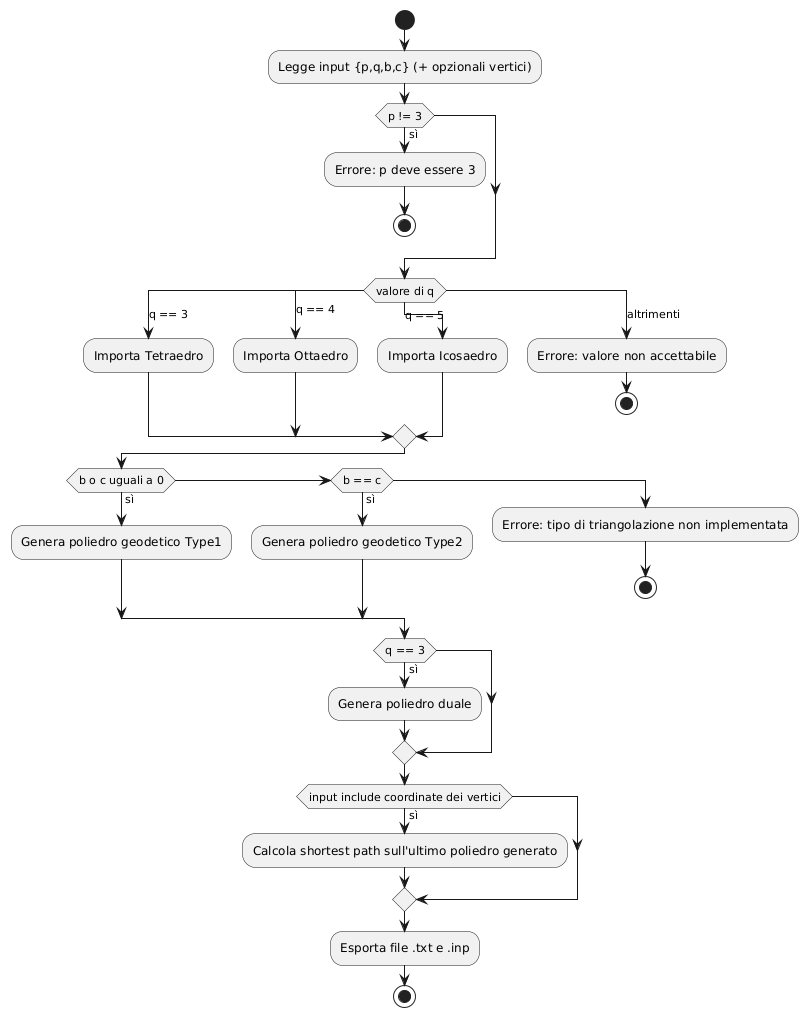 Legge input {p,q,b,c} (+ opzionali vertici)
p != 3
sì
Errore: p deve essere 3
valore di q
q == 3
q == 4
q == 5
altrimenti
Importa Tetraedro
Importa Ottaedro
Importa Icosaedro
Errore: valore non accettabile
b o c uguali a 0
b == c
sì
sì
Genera poliedro geodetico Type1
Genera poliedro geodetico Type2
Errore: tipo di triangolazione non implementata
q == 3
sì
Genera poliedro duale
input include coordinate dei vertici
sì
Calcola shortest path sull'ultimo poliedro generato
Esporta file .txt e .inp